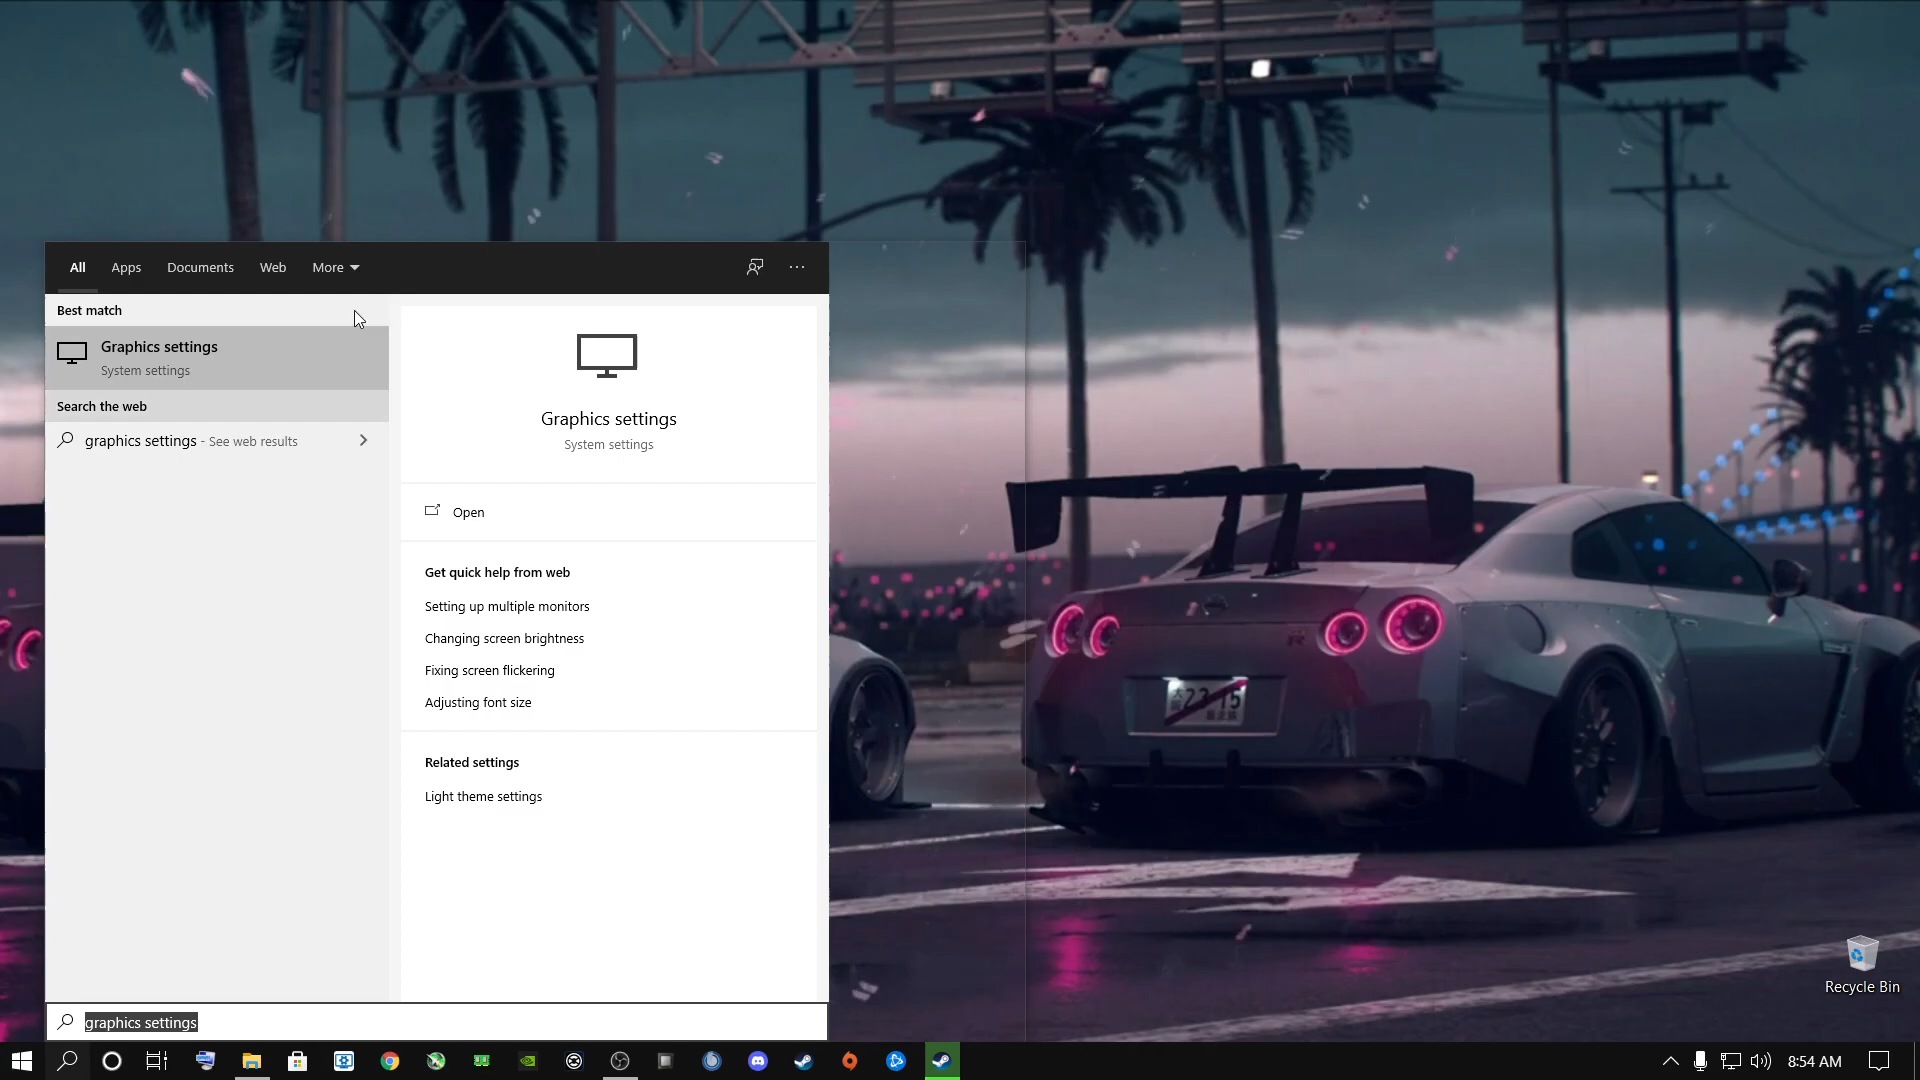 All
Apps
Documents
Web
More
Best match
Graphics settings
System settings
Search the web
graphics settings - See web results
Graphics settings
System settings
Open
Get quick help from web
Setting up multiple monitors
Changing screen brightness
Fixing screen flickering
Adjusting font size
Related settings
Light theme settings
23-15
Recycle Bin
graphics settings
8:54 AM